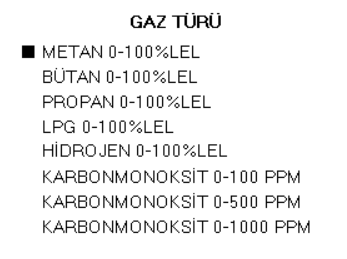 GAZ TÜRÜ
■ METAN 0-100%LEL
BÜTAN 0-100%LEL
PROPAN 0-100%LEL
LPG 0-100%LEL
HİDROJEN 0-100%LEL
KARBONMONOKSİT 0-100 PPM
KARBONMONOKSİT 0-500 PPM
KARBONMONOKSİT 0-1000 PPM